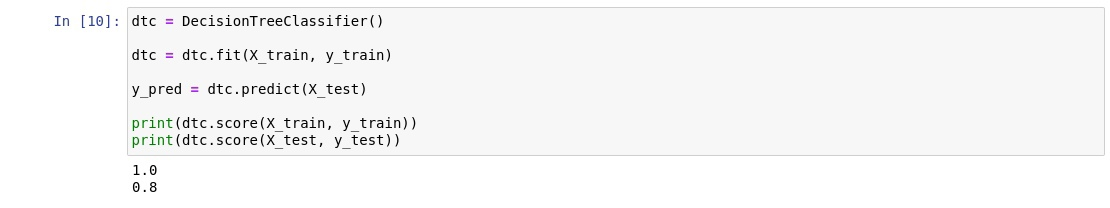 In [10]: dtc = DecisionTreeClassifier()
dtc = dtc.fit(X_train, y_train)
y_pred = dtc.predict(X_test)
print(dtc.score(X_train, y_train))
print(dtc.score(X_test, y_test))
1.0
0.8